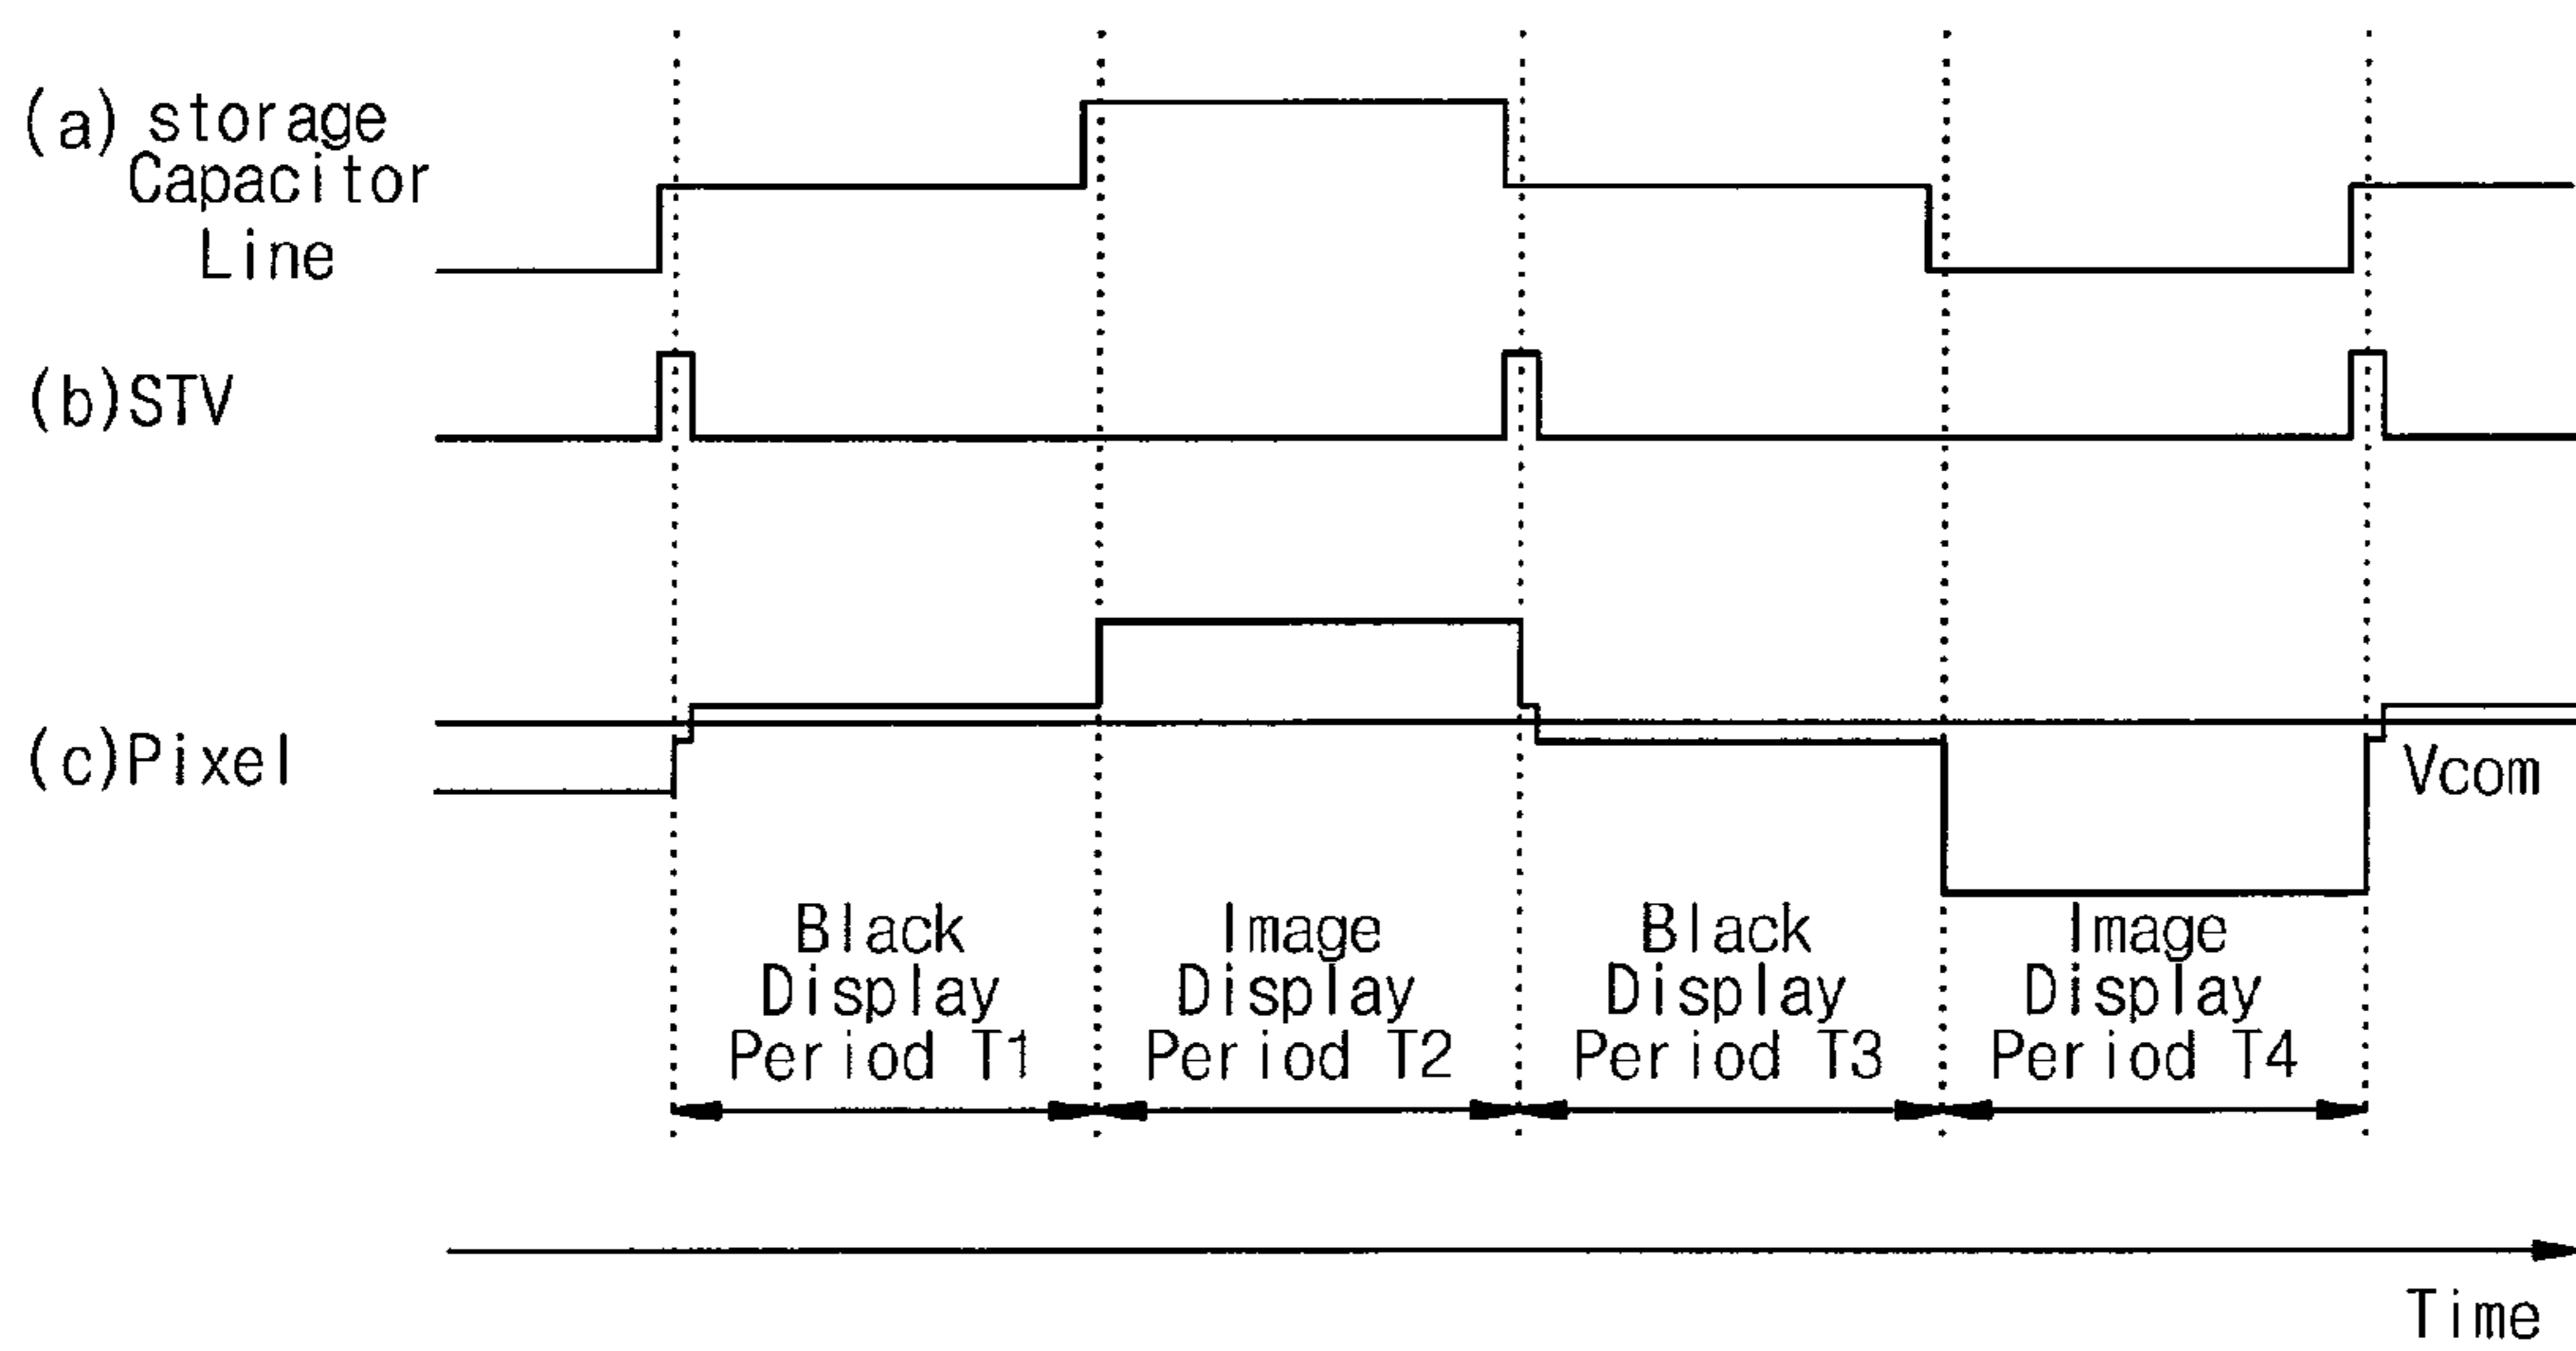 (a) storage
Capacitor
Line
(b)STV
(c)Pixel
Vcom
Black
Display
Period T1
Image
Display
Period T2
Black
Display
Period T3
Image
Display
Period T4
Time